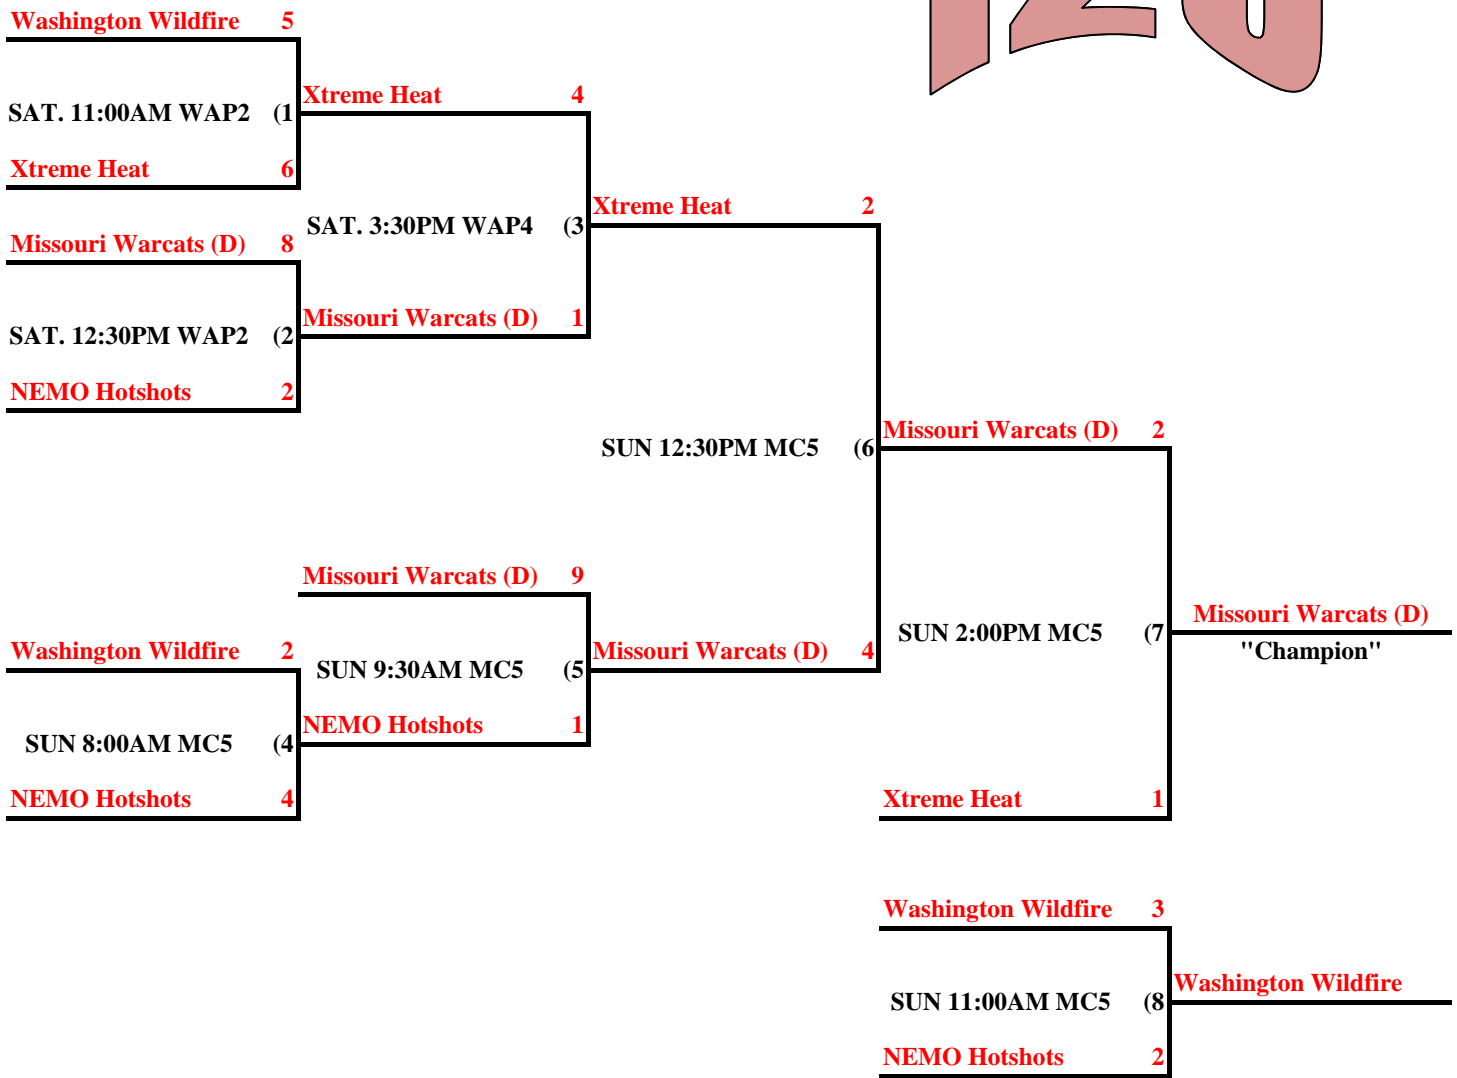 Washington Wildfire 5
SAT. 11:00AM WAP2 (1
Xtreme Heat 6
Missouri Warcats (D) 8
SAT. 12:30PM WAP2 (2
NEMO Hotshots 2
Xtreme Heat 4
SAT. 3:30PM WAP4 (3
Missouri Warcats (D) 1
Xtreme Heat 2
SUN 12:30PM MC5 (6
Missouri Warcats (D) 4
Missouri Warcats (D) 9
SUN 9:30AM MC5 (5
NEMO Hotshots 1
Washington Wildfire 2
SUN 8:00AM MC5 (4
NEMO Hotshots 4
Missouri Warcats (D) 2
SUN 2:00PM MC5 (7
Xtreme Heat 1
Missouri Warcats (D)
"Champion"
Washington Wildfire 3
SUN 11:00AM MC5 (8
NEMO Hotshots 2
Washington Wildfire